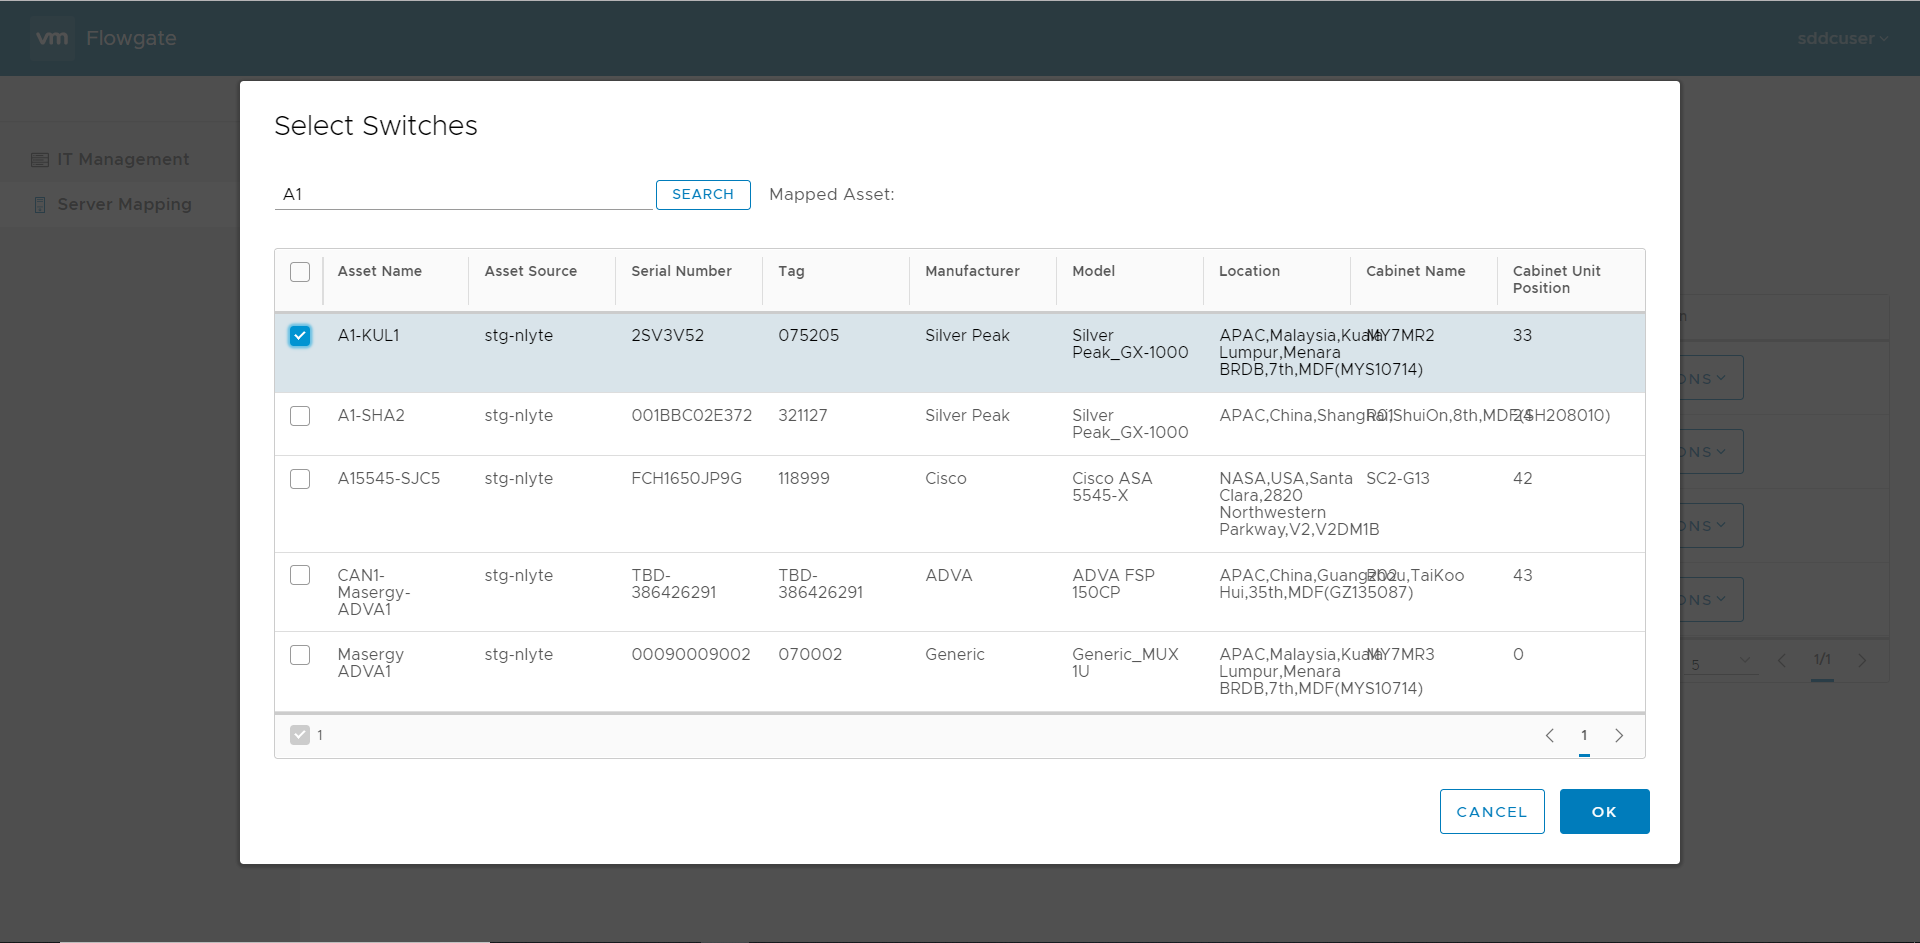 vm Flowgate
sddcuser
IT Management
Server Mapping
Select Switches
A1
SEARCH
Mapped Asset:
Asset Name Asset Source Serial Number Tag Manufacturer Model Location Cabinet Name Cabinet Unit
Position
A1-KUL1 stg-nlyte 2SV3V52 075205 Silver Peak Silver APAC,Malaysia,Kuala MY7MR2 33
Peak_GX-1000 Lumpur,Menara
BRDB,7th,MDF(MYS10714)
A1-SHA2 stg-nlyte 001BBC02E372 321127 Silver Peak Silver APAC,China,Shanghai,ShuiOn,8th,MDF(SH208010) R01 24
Peak_GX-1000
A15545-SJC5 stg-nlyte FCH1650JP9G 118999 Cisco Cisco ASA NASA,USA,Santa SC2-G13 42
5545-X Clara,2820
Northwestern
Parkway,V2,V2DM1B
CAN1- stg-nlyte TBD- TBD- ADVA ADVA FSP APAC,China,Guangzhou,TaiKoo R02 43
Masergy- 386426291 386426291 150CP Hui,35th,MDF(GZ135087)
ADVA1
Masergy stg-nlyte 00090009002 070002 Generic Generic_MUX APAC,Malaysia,Kuala MY7MR3 0
ADVA1 1U Lumpur,Menara
BRDB,7th,MDF(MYS10714)
1
1
CANCEL
OK
5
1/1